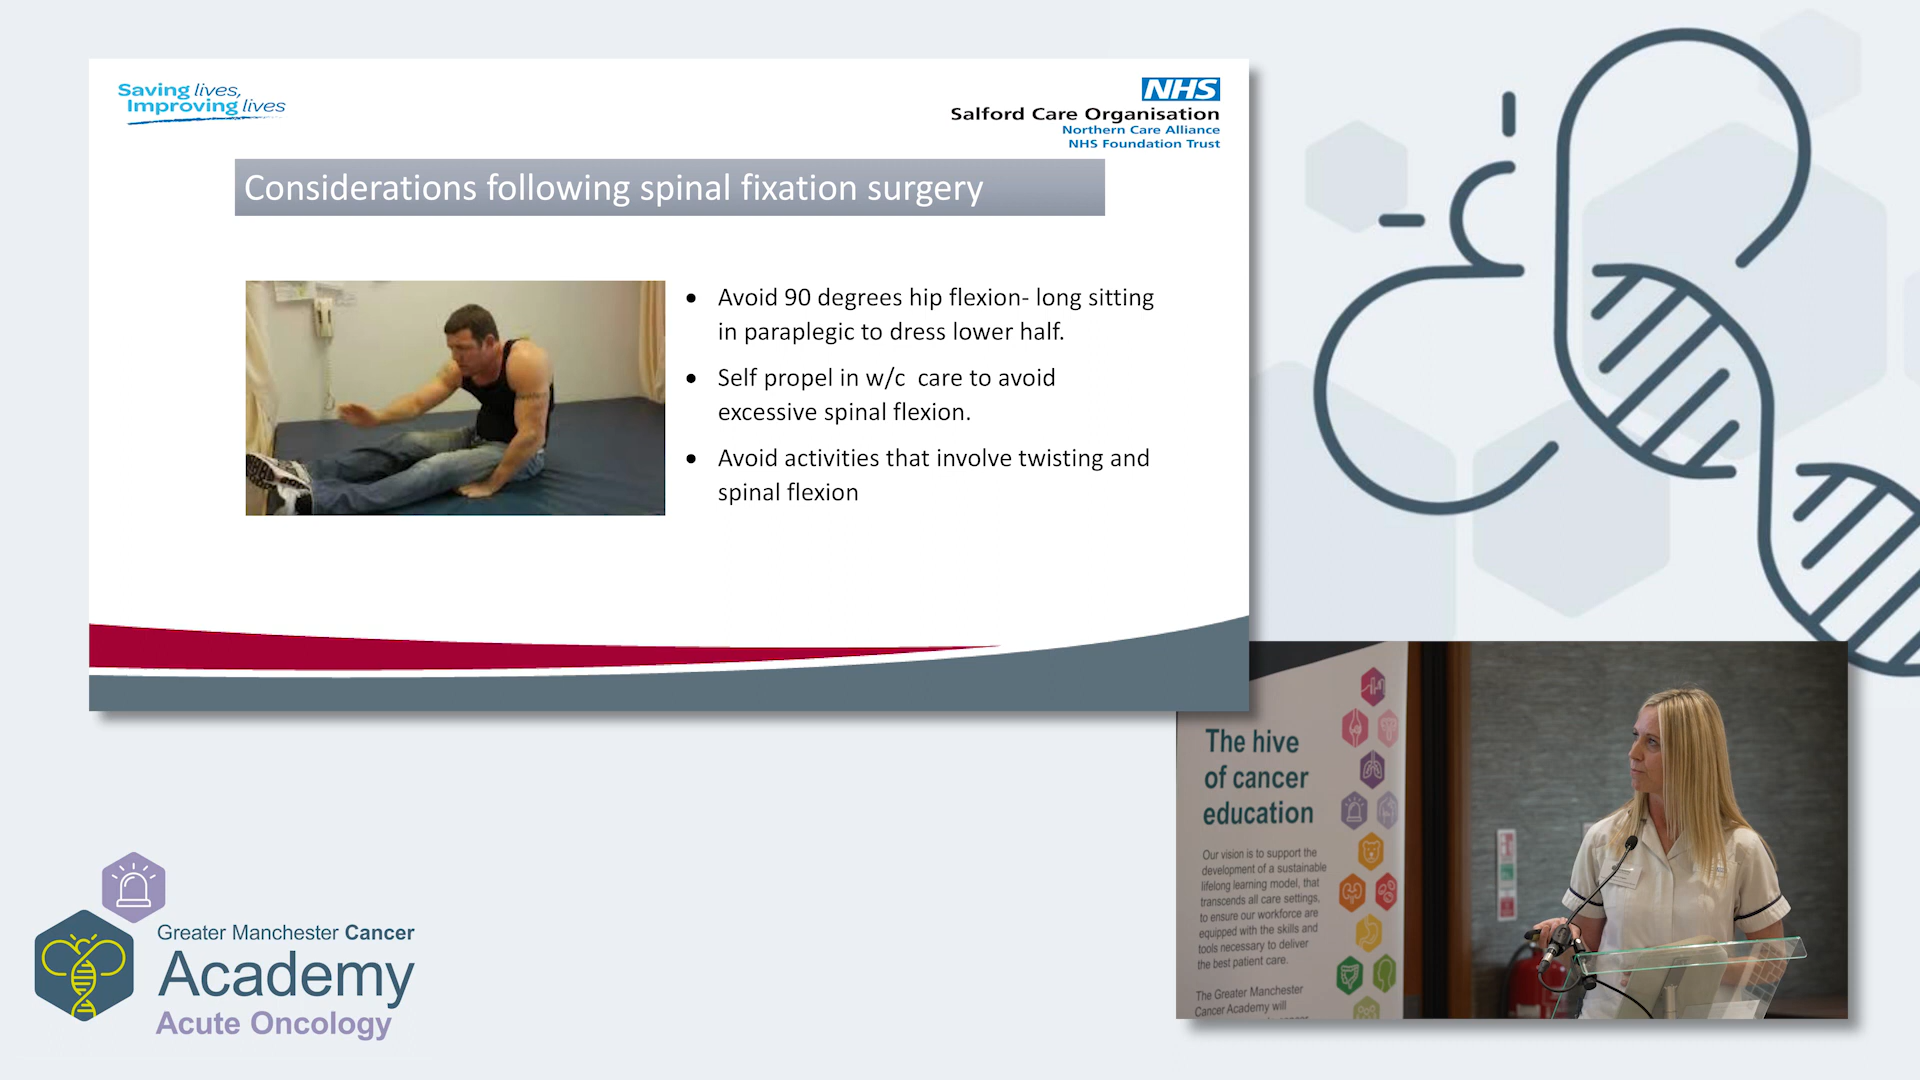 Saving lives,
Improving lives
NHS
Salford Care Organisation
Northern Care Alliance
NHS Foundation Trust
Considerations following spinal fixation surgery
• Avoid 90 degrees hip flexion- long sitting
in paraplegic to dress lower half.
• Self propel in w/c care to avoid
excessive spinal flexion.
• Avoid activities that involve twisting and
spinal flexion
The hive
of cancer
education
Our vision is to support the
development of a sustainable
lifelong learning model, that
transcends all care settings,
to ensure our workforce are
equipped with the skills and
tools necessary to deliver
the best patient care.
The Greater Manchester
Cancer Academy will
Greater Manchester Cancer
Academy
Acute Oncology